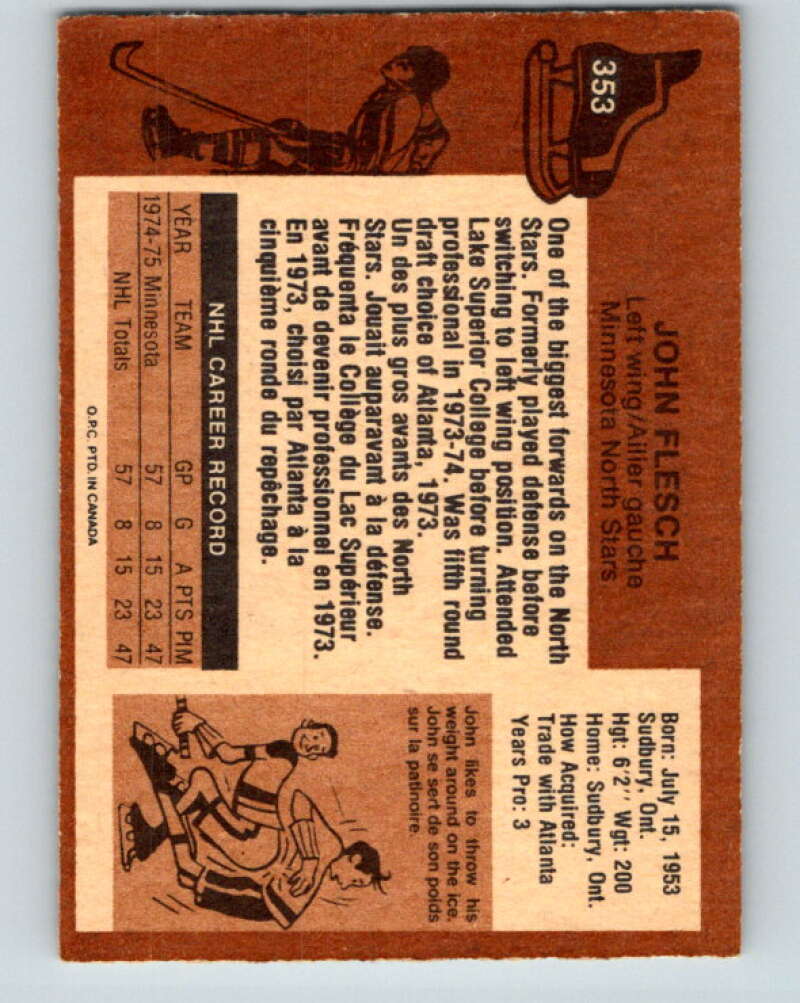 353
JOHN FLESCH
Left wing/Ailier gauche
Minnesota North Stars
Born: July 15, 1953
Sudbury, Ont.
Hgt: 6'2" Wgt: 200
Home: Sudbury, Ont.
How Acquired:
Trade with Atlanta
Years Pro: 3
One of the biggest forwards on the North
Stars. Formerly played defense before
switching to left wing position. Attended
Lake Superior College before turning
professional in 1973-74. Was fifth round
draft choice of Atlanta, 1973.
Un des plus gros avants des North
Stars. Jouait auparavant à la défense.
Fréquenta le Collège du Lac Supérieur
avant de devenir professionnel en 1973.
En 1973, choisi par Atlanta à la
cinquième ronde du repêchage.
John likes to throw his
weight around on the ice.
John se sert de son poids
sur la patinoire.
NHL CAREER RECORD
YEAR TEAM GP G A PTS PIM
1974-75 Minnesota 57 8 15 23 47
NHL Totals 57 8 15 23 47
O.P.C. PTD. IN CANADA